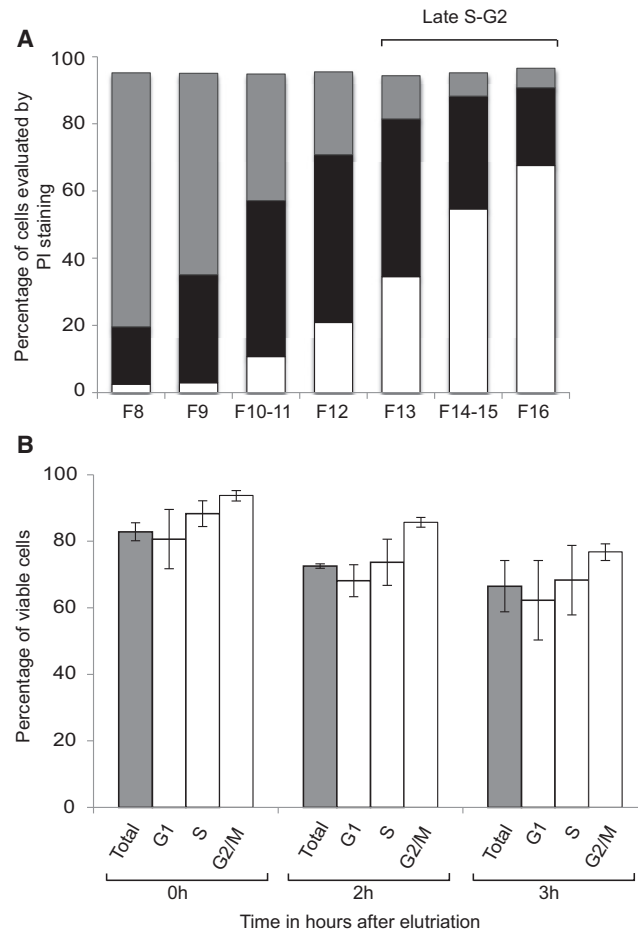 Late S-G2
A
Percentage of cells evaluated by
PI staining
100
80
60
40
20
0
F8 F9 F10-11 F12 F13 F14-15 F16
B
Percentage of viable cells
100
80
60
40
20
0
Total G1 S G2/M Total G1 S G2/M Total G1 S G2/M
0h 2h 3h
Time in hours after elutriation